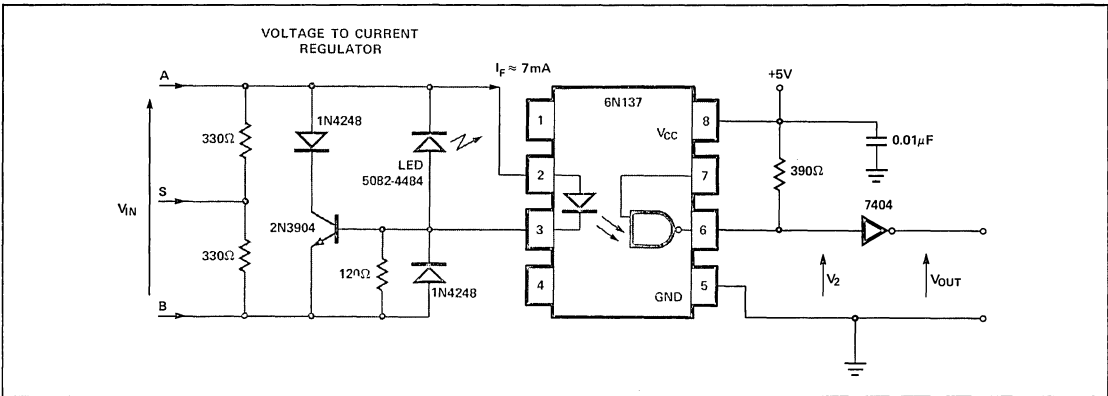 VOLTAGE TO CURRENT
REGULATOR
A
I_F ≈ 7mA
+5V
1N4248
6N137
1
8
V_CC
0.01μF
330Ω
LED
5082-4484
2
7
390Ω
S
7404
V_IN
2N3904
3
6
330Ω
120Ω
1N4248
4
5
GND
V_2
V_OUT
B